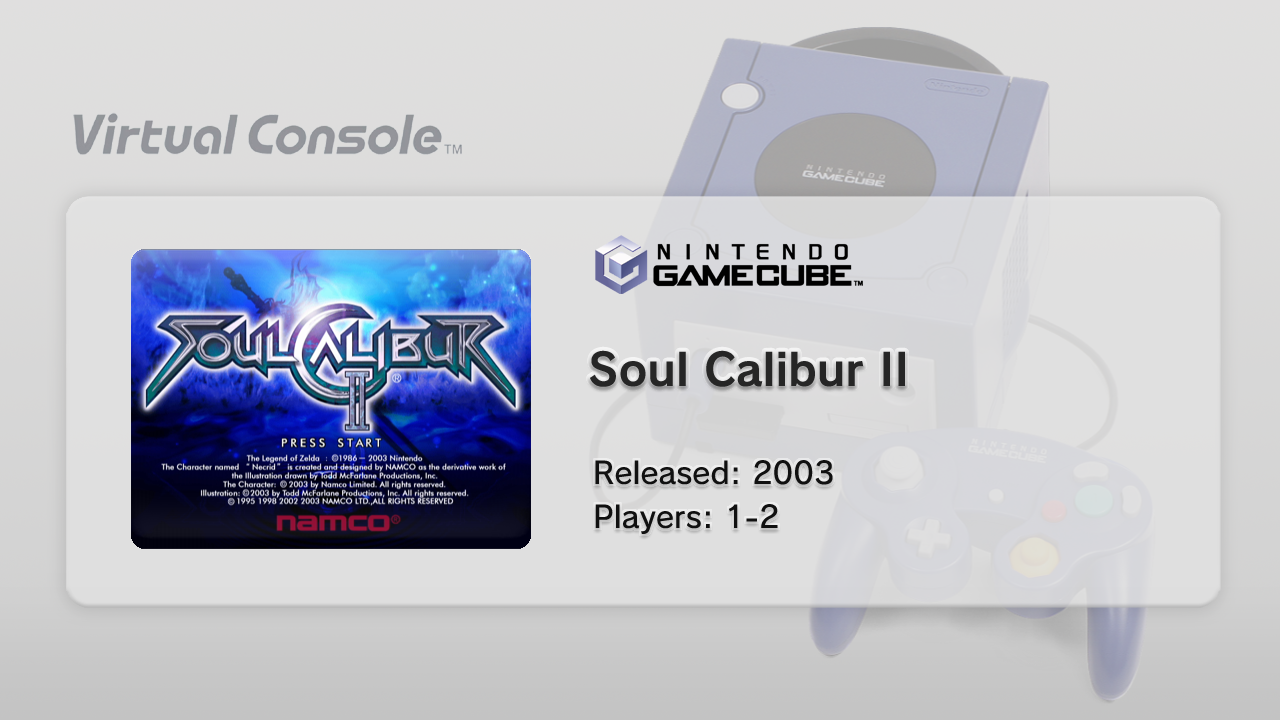 Virtual Console™
NINTENDO
GAMECUBE
NINTENDO
GAMECUBE™
SOULCALIBUR
II
®
PRESS START
The Legend of Zelda : ©1986 – 2003 Nintendo
The Character named “ Necrid ” is created and designed by NAMCO as the derivative work of
the Illustration drawn by Todd McFarlane Productions, Inc.
The Character: © 2003 by Namco Limited. All rights reserved.
Illustration: © 2003 by Todd McFarlane Productions, Inc. All rights reserved.
© 1995 1998 2002 2003 NAMCO LTD.,ALL RIGHTS RESERVED
namco®
Soul Calibur II
Released: 2003
Players: 1-2
NINTENDO
GAMECUBE